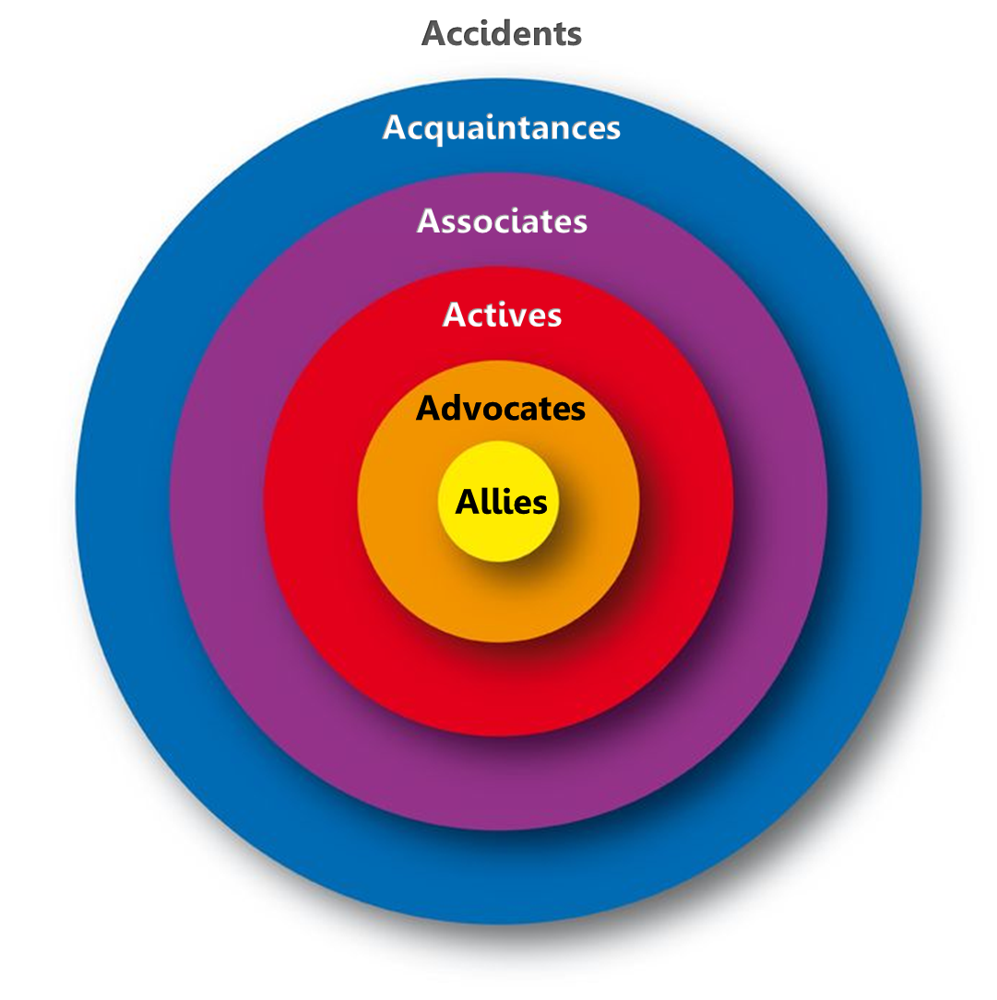 Accidents
Acquaintances
Associates
Actives
Advocates
Allies